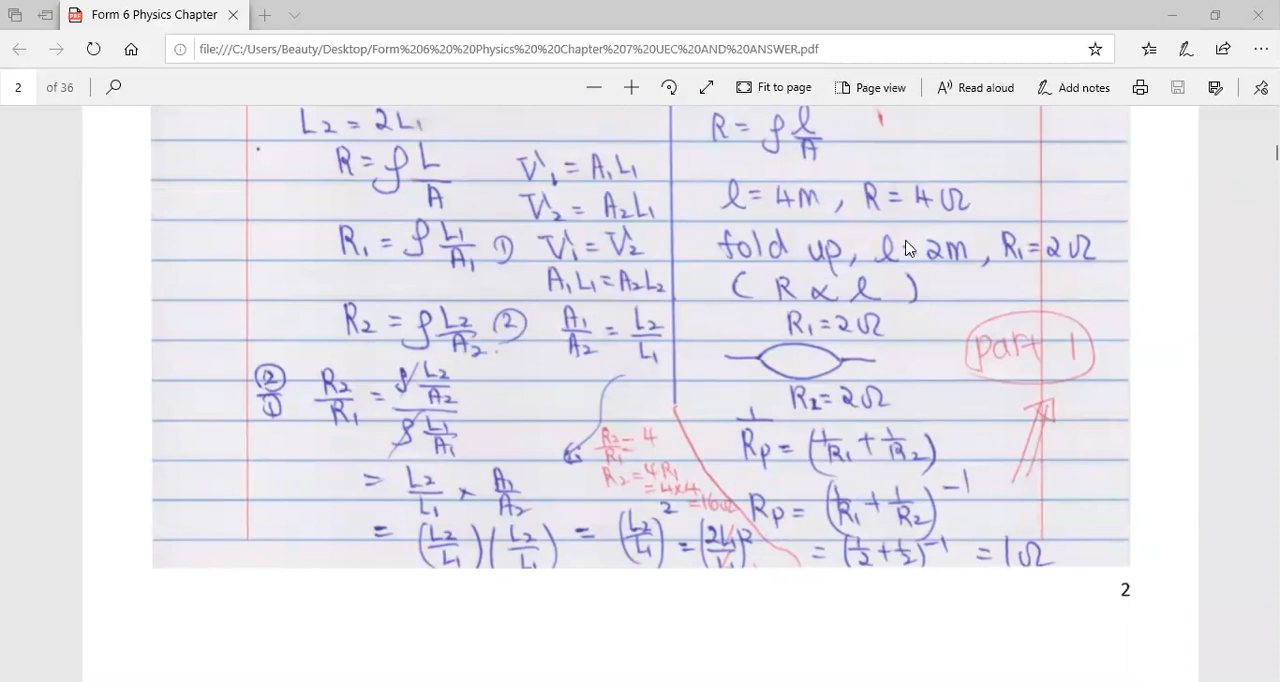 Form 6 Physics Chapter
file:///C:/Users/Beauty/Desktop/Form%206%20%20Physics%20%20Chapter%207%20UEC%20AND%20ANSWER.pdf
2 of 36 Fit to page Page view Read aloud Add notes
L₂ = 2L₁
R = ρ L/A
V₁ = A₁L₁
V₂ = A₂L₁
R₁ = ρ L₁/A₁ ①
V₁ = V₂
A₁L₁ = A₂L₂
R₂ = ρ L₂/A₂ ②
A₁/A₂ = L₂/L₁
②/① R₂/R₁ = ρ L₂/A₂ / ρ L₁/A₁
= L₂/L₁ × A₁/A₂
= (L₂/L₁)(L₂/L₁) = (L₂/L₁)² = (2L₁/L₁)²
R₂/R₁ = 4
R₂ = 4R₁
= 4×4
= 16Ω
R = ρ l/A
l = 4m, R = 4Ω
fold up, l = 2m, R₁ = 2Ω
( R ∝ l )
R₁ = 2Ω
R₂ = 2Ω
part 1
1/Rp = (1/R₁ + 1/R₂)
Rp = (1/R₁ + 1/R₂)⁻¹
= (1/2 + 1/2)⁻¹ = 1Ω
2